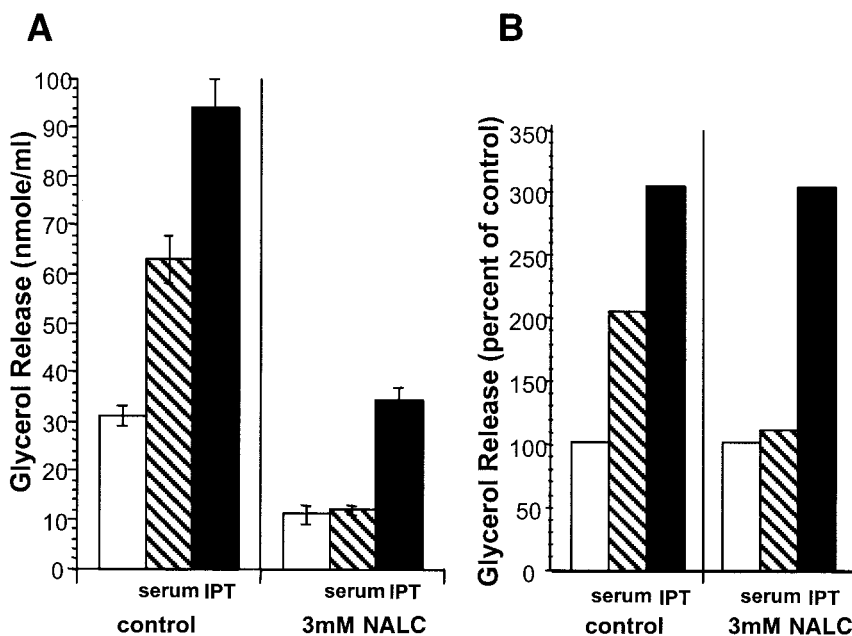 A
Glycerol Release (nmole/ml)
100
90
80
70
60
50
40
30
20
10
0
serum IPT
serum IPT
control
3mM NALC
B
Glycerol Release (percent of control)
350
300
250
200
150
100
50
0
serum IPT
serum IPT
control
3mM NALC